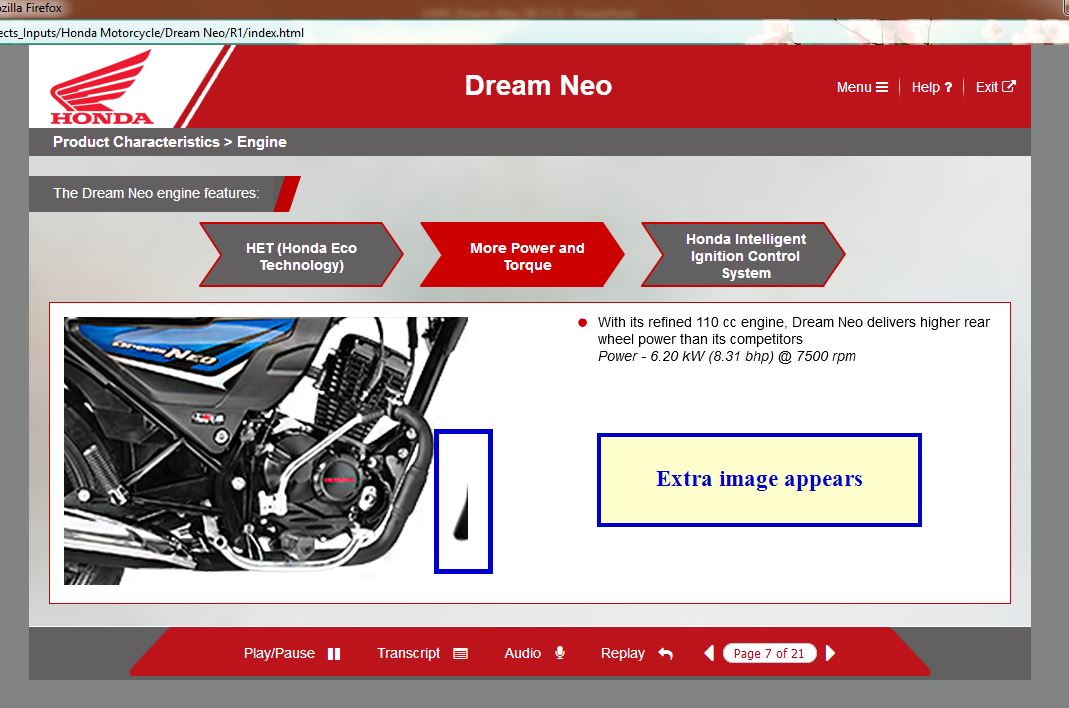 ozilla Firefox
ects_Inputs/Honda Motorcycle/Dream Neo/R1/index.html
HONDA
Dream Neo
Menu
Help ?
Exit
Product Characteristics > Engine
The Dream Neo engine features:
HET (Honda Eco
Technology)
More Power and
Torque
Honda Intelligent
Ignition Control
System
Dream Neo
HONDA
With its refined 110 cc engine, Dream Neo delivers higher rear
wheel power than its competitors
Power - 6.20 kW (8.31 bhp) @ 7500 rpm
Extra image appears
Play/Pause
Transcript
Audio
Replay
Page 7 of 21